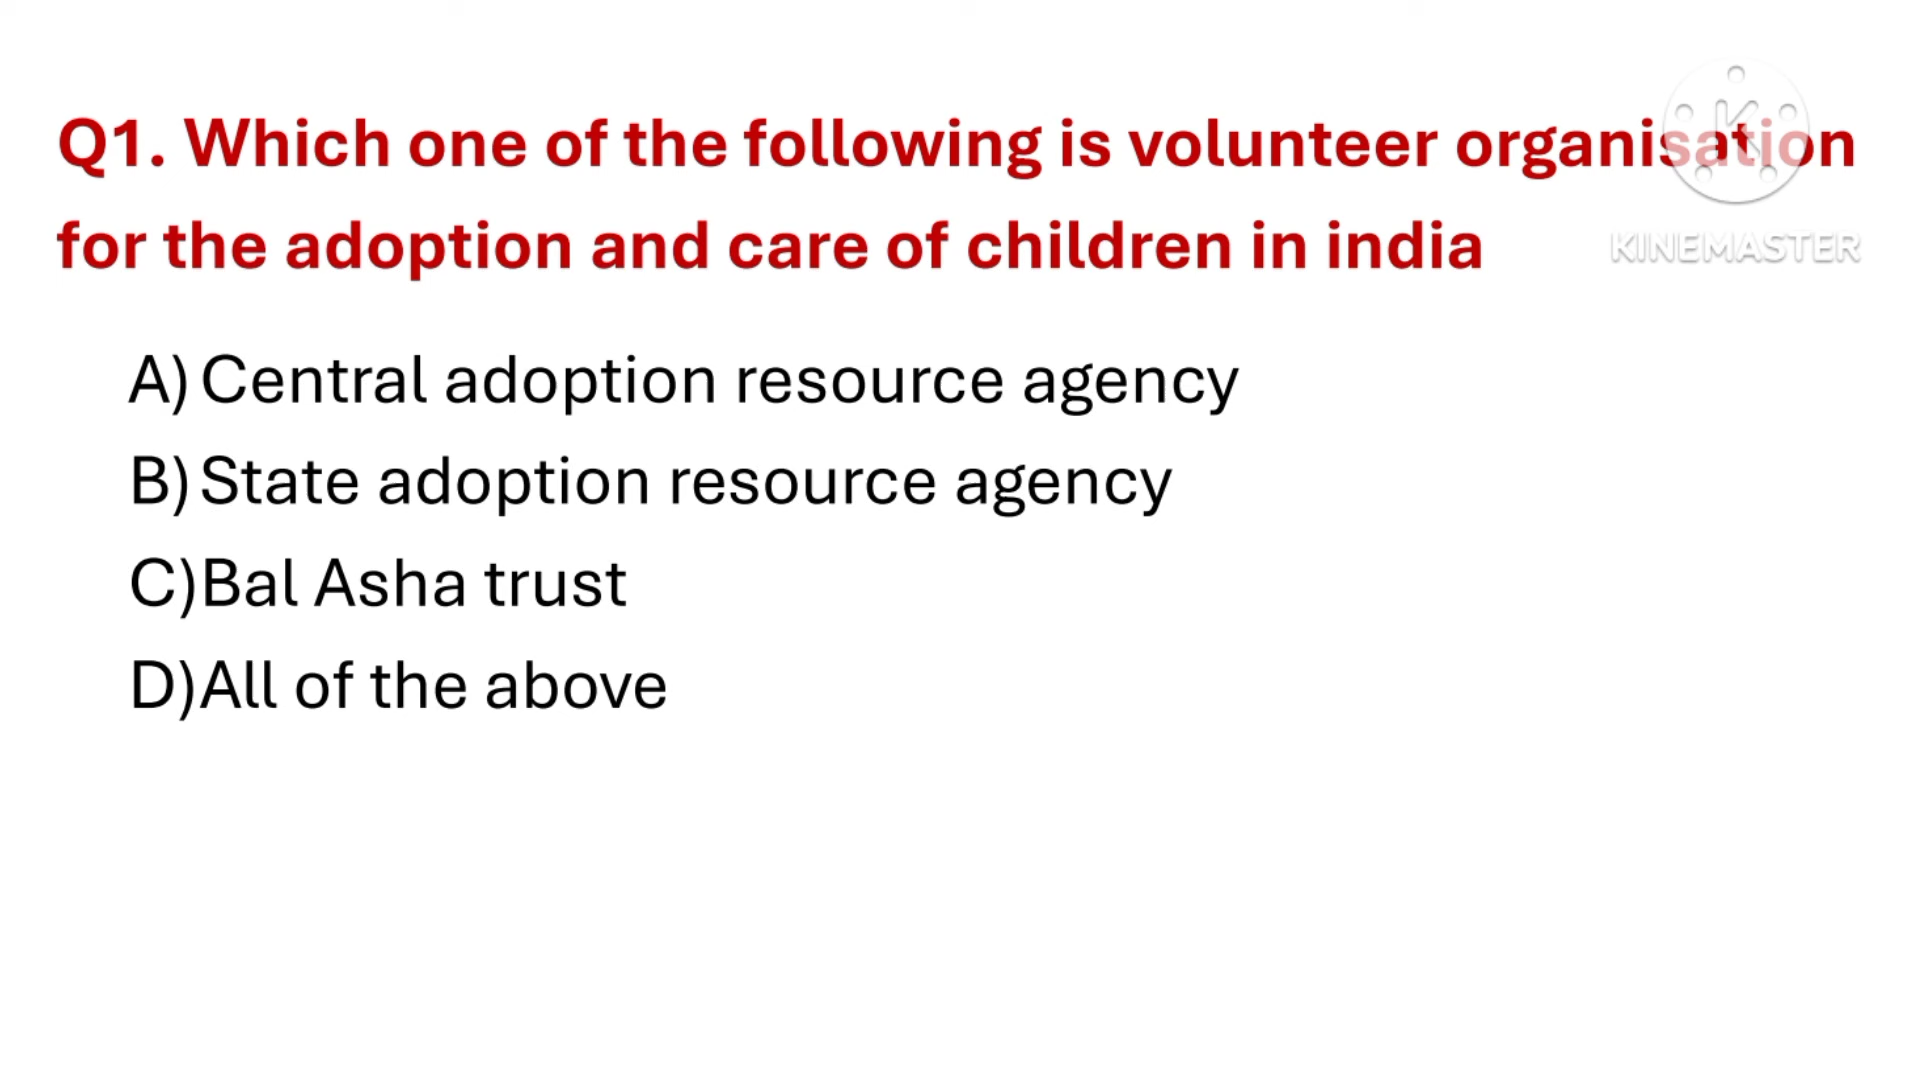 Q1. Which one of the following is volunteer organisation
for the adoption and care of children in india
KINEMASTER
A) Central adoption resource agency
B) State adoption resource agency
C)Bal Asha trust
D)All of the above